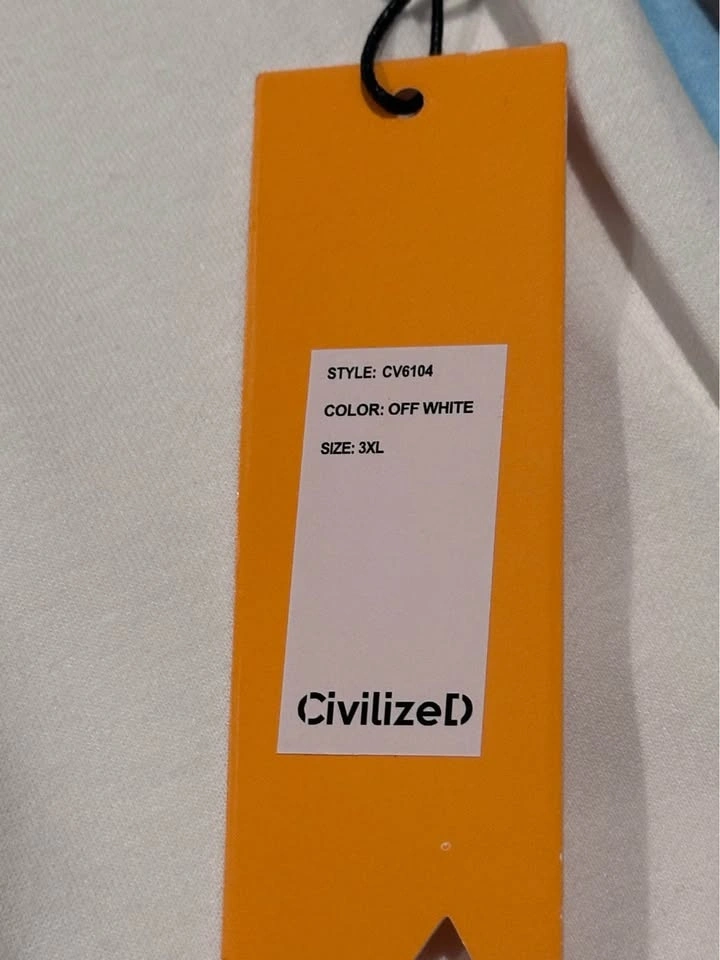 STYLE: CV6104
COLOR: OFF WHITE
SIZE: 3XL
CivilizeD